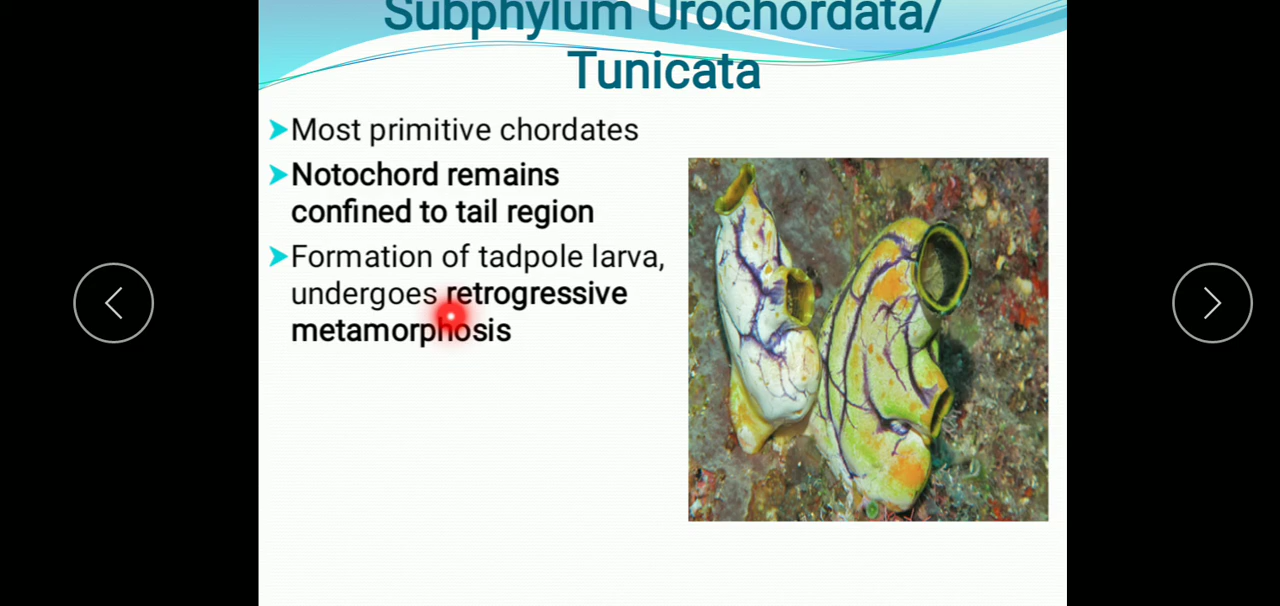 Subphylum Urochordata/
Tunicata
Most primitive chordates
Notochord remains
confined to tail region
Formation of tadpole larva,
undergoes retrogressive
metamorphosis